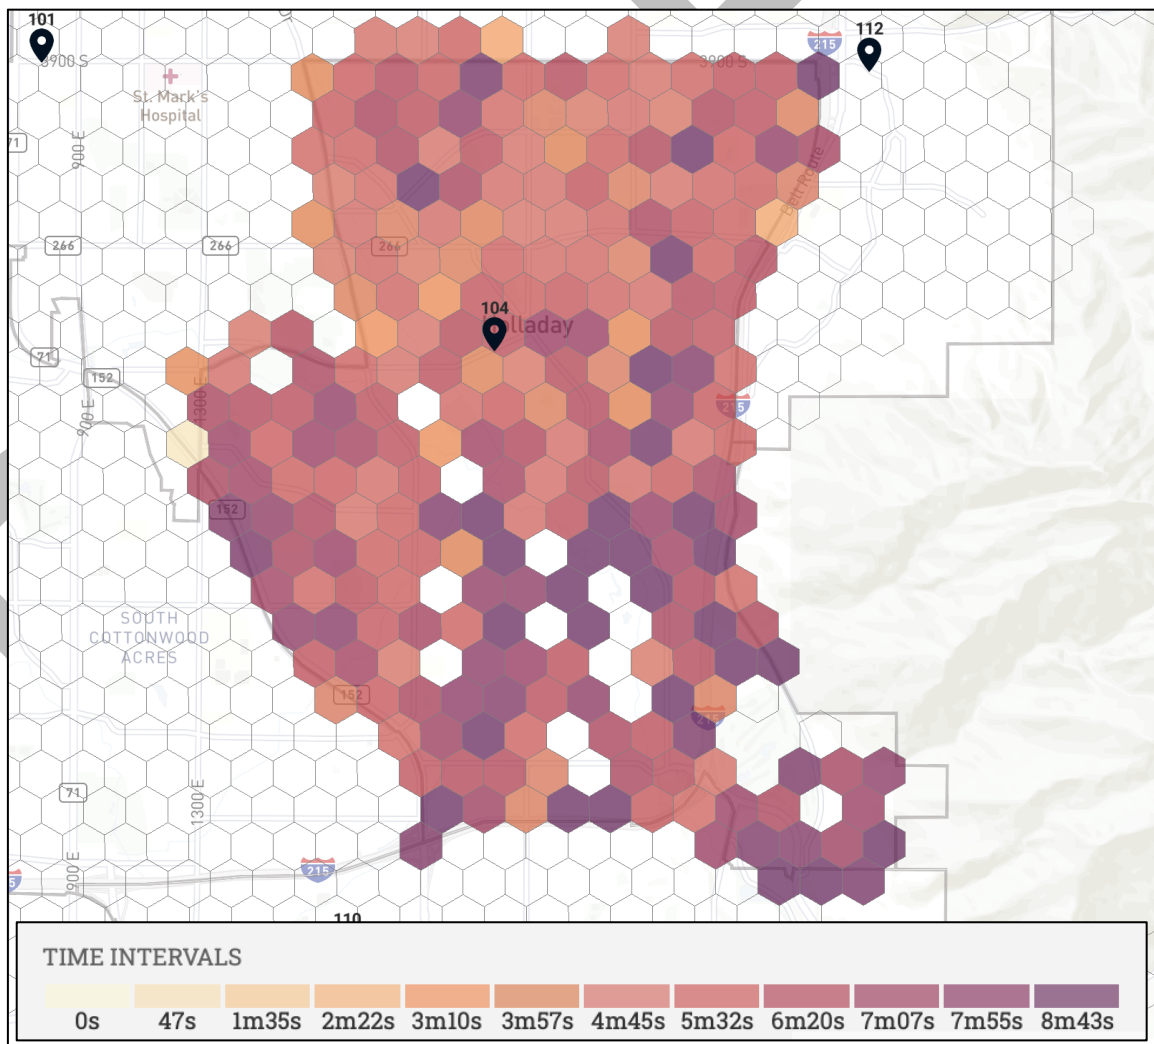 101
112
3900 S
215
3900 S
St. Mark's
Hospital
71
900 E
Belt Route
266
266
266
104
Holladay
71
152
900 E
1300 E
215
152
SOUTH
COTTONWOOD
ACRES
152
215
71
1300 E
900 E
215
110
TIME INTERVALS
0s 47s 1m35s 2m22s 3m10s 3m57s 4m45s 5m32s 6m20s 7m07s 7m55s 8m43s